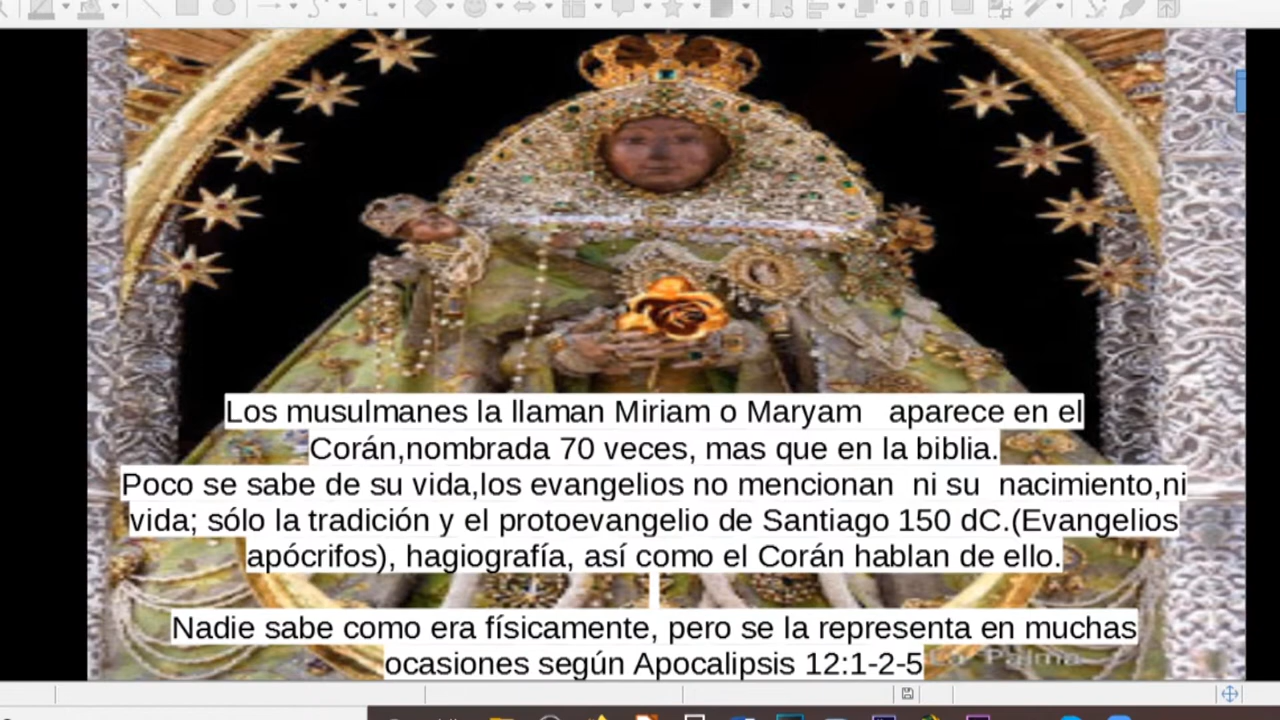 Los musulmanes la llaman Miriam o Maryam   aparece en el
Corán,nombrada 70 veces, mas que en la biblia.
Poco se sabe de su vida,los evangelios no mencionan  ni su  nacimiento,ni
vida; sólo la tradición y el protoevangelio de Santiago 150 dC.(Evangelios
apócrifos), hagiografía, así como el Corán hablan de ello.
Nadie sabe como era físicamente, pero se la representa en muchas
ocasiones según Apocalipsis 12:1-2-5
La Palma